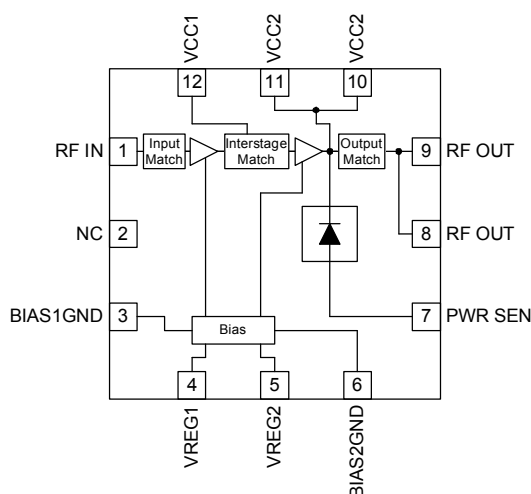 VCC1
VCC2
VCC2
12
11
10
RF IN
1
Input
Match
Interstage
Match
Output
Match
9
RF OUT
NC
2
8
RF OUT
BIAS1GND
3
Bias
7
PWR SEN
4
5
6
VREG1
VREG2
BIAS2GND